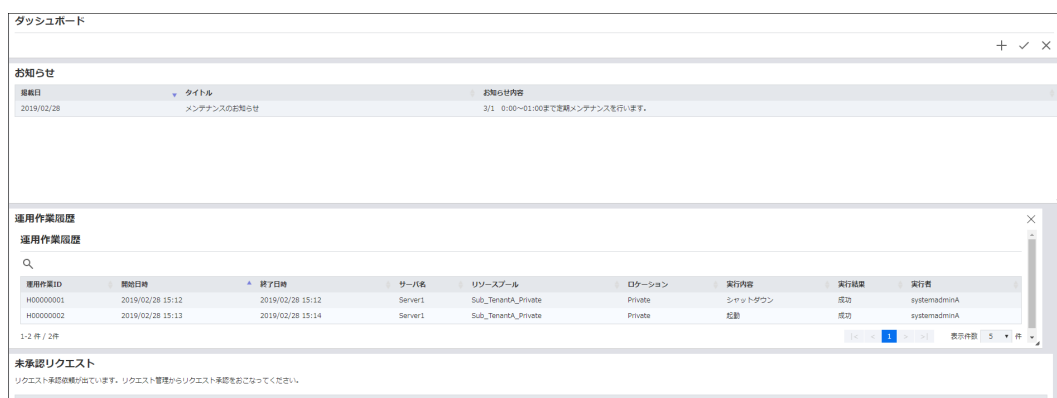 ダッシュボード
お知らせ
掲載日 タイトル お知らせ内容
2019/02/28 メンテナンスのお知らせ 3/1 0:00～01:00まで定期メンテナンスを行います。
運用作業履歴
運用作業履歴
運用作業ID 開始日時 終了日時 サーバ名 リソースプール ロケーション 実行内容 実行結果 実行者
H00000001 2019/02/28 15:12 2019/02/28 15:12 Server1 Sub_TenantA_Private Private シャットダウン 成功 systemadminA
H00000002 2019/02/28 15:13 2019/02/28 15:14 Server1 Sub_TenantA_Private Private 起動 成功 systemadminA
1-2 件 / 2件 |< < 1 > >| 表示件数 5 件
未承認リクエスト
リクエスト承認依頼が出ています。リクエスト管理からリクエスト承認をおこなってください。